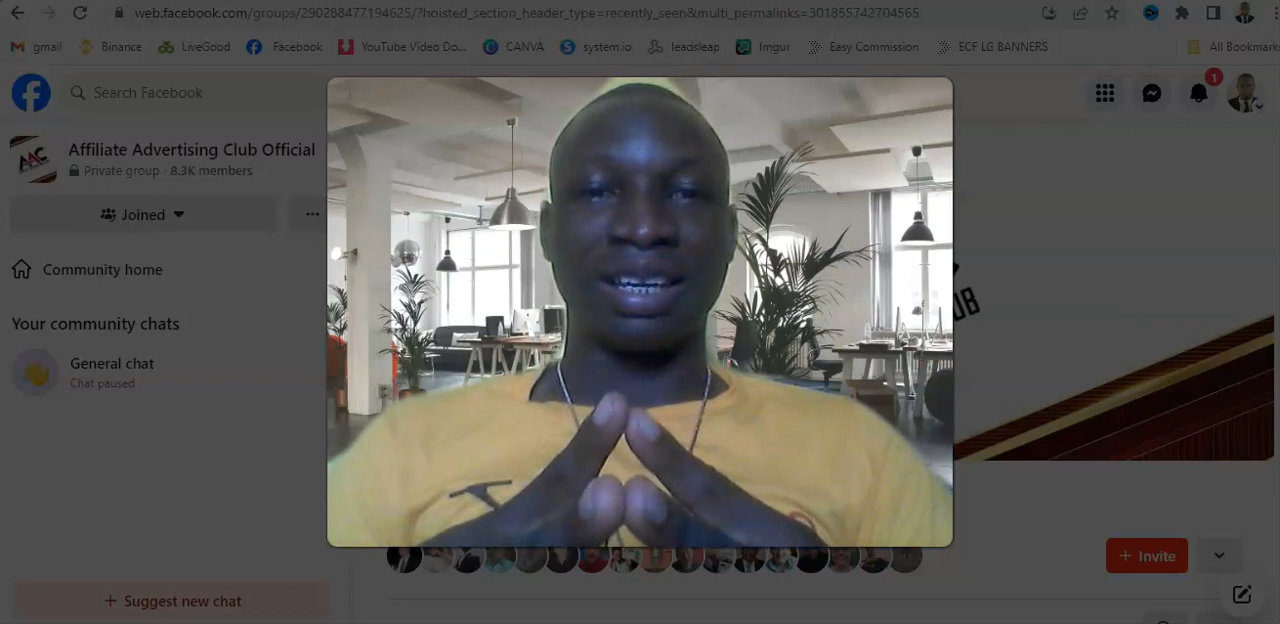 web.facebook.com/groups/290288477194625/?hoisted_section_header_type=recently_seen&multi_permalinks=301855742704565
gmail Binance LiveGood Facebook YouTube Video Do... CANVA system.io leadsleap Imgur Easy Commission ECF LG BANNERS All Bookmark
Search Facebook
1
AAC
Affiliate Advertising Club Official
Private group · 8.3K members
Joined
Community home
Your community chats
General chat
Chat paused
+ Invite
+ Suggest new chat